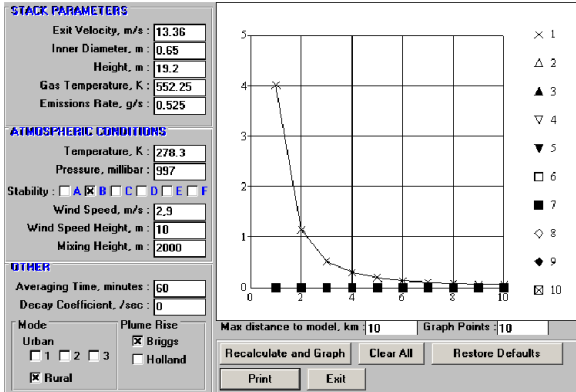 STACK PARAMETERS
Exit Velocity, m/s : 13.36
Inner Diameter, m : 0.65
Height, m : 19.2
Gas Temperature, K : 552.25
Emissions Rate, g/s : 0.525
ATMOSPHERIC CONDITIONS
Temperature, K : 278.3
Pressure, millibar : 997
Stability : A B C D E F
Wind Speed, m/s : 2,9
Wind Speed Height, m : 10
Mixing Height, m : 2000
OTHER
Averaging Time, minutes : 60
Decay Coefficient, /sec : 0
Mode
Urban
1 2 3
Rural
Plume Rise
Briggs
Holland
5
4
3
2
1
0
0 2 4 6 8 10
1
2
3
4
5
6
7
8
9
10
Max distance to model, km : 10 Graph Points : 10
Recalculate and Graph Clear All Restore Defaults
Print Exit